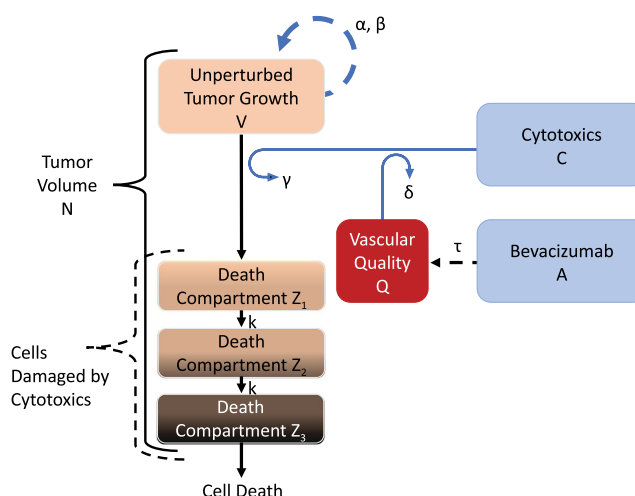 α, β
Unperturbed
Tumor Growth
V
Cytotoxics
C
Tumor
Volume
N
γ
δ
Vascular
Quality
Q
τ
Bevacizumab
A
Death
Compartment Z1
k
Cells
Damaged by
Cytotoxics
Death
Compartment Z2
k
Death
Compartment Z3
Cell Death